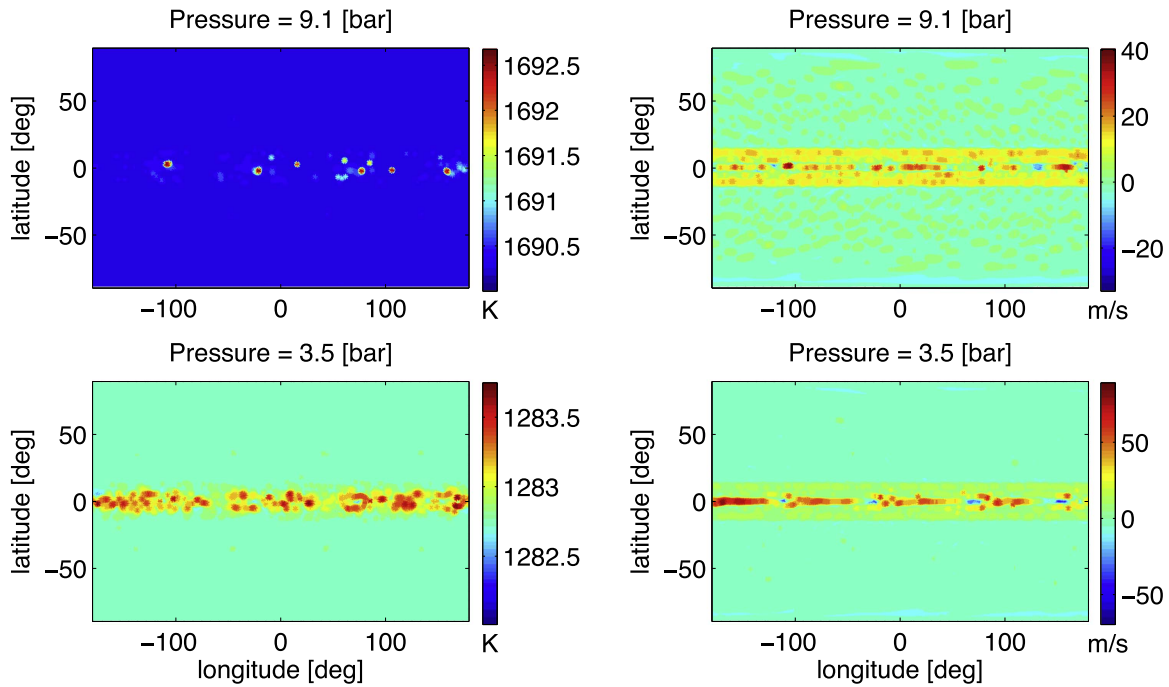 Pressure = 9.1 [bar]
latitude [deg]
50
0
−50
−100
0
100
1692.5
1692
1691.5
1691
1690.5
K
Pressure = 9.1 [bar]
latitude [deg]
50
0
−50
−100
0
100
40
20
0
−20
m/s
Pressure = 3.5 [bar]
latitude [deg]
50
0
−50
−100
0
100
longitude [deg]
1283.5
1283
1282.5
K
Pressure = 3.5 [bar]
latitude [deg]
50
0
−50
−100
0
100
longitude [deg]
50
0
−50
m/s